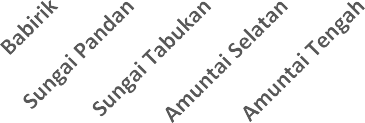 Babirik
Sungai Pandan
Sungai Tabukan
Amuntai Selatan
Amuntai Tengah